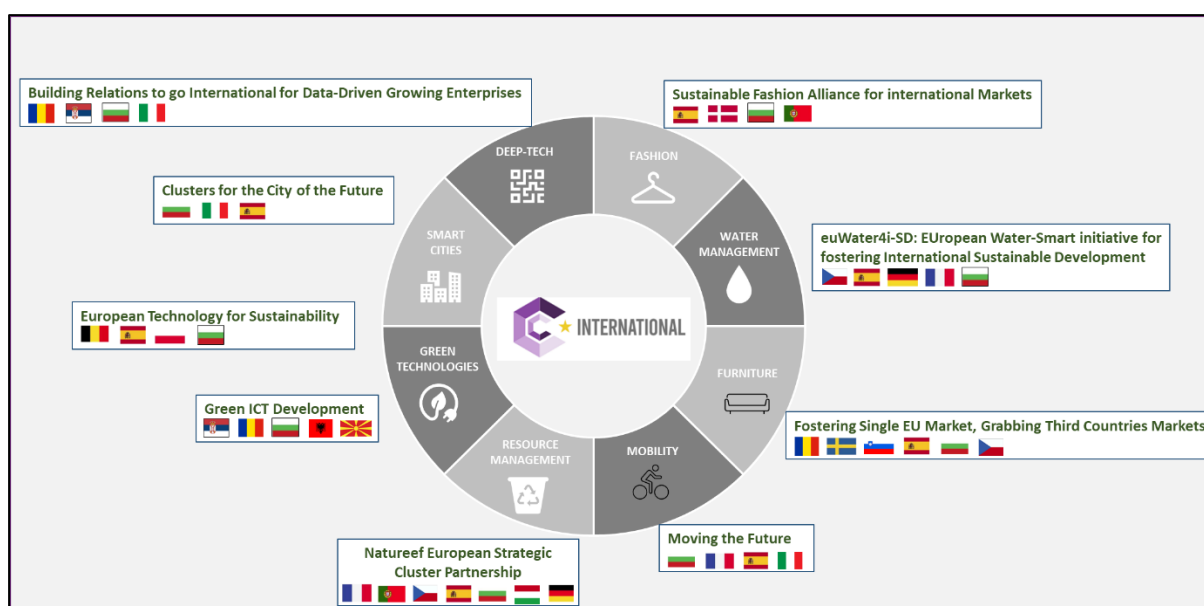 Building Relations to go International for Data-Driven Growing Enterprises
Sustainable Fashion Alliance for international Markets
DEEP-TECH
FASHION
Clusters for the City of the Future
SMART
CITIES
WATER
MANAGEMENT
euWater4i-SD: EUropean Water-Smart initiative for
fostering International Sustainable Development
European Technology for Sustainability
INTERNATIONAL
GREEN
TECHNOLOGIES
FURNITURE
Green ICT Development
RESOURCE
MANAGEMENT
MOBILITY
Fostering Single EU Market, Grabbing Third Countries Markets
Natureef European Strategic
Cluster Partnership
Moving the Future